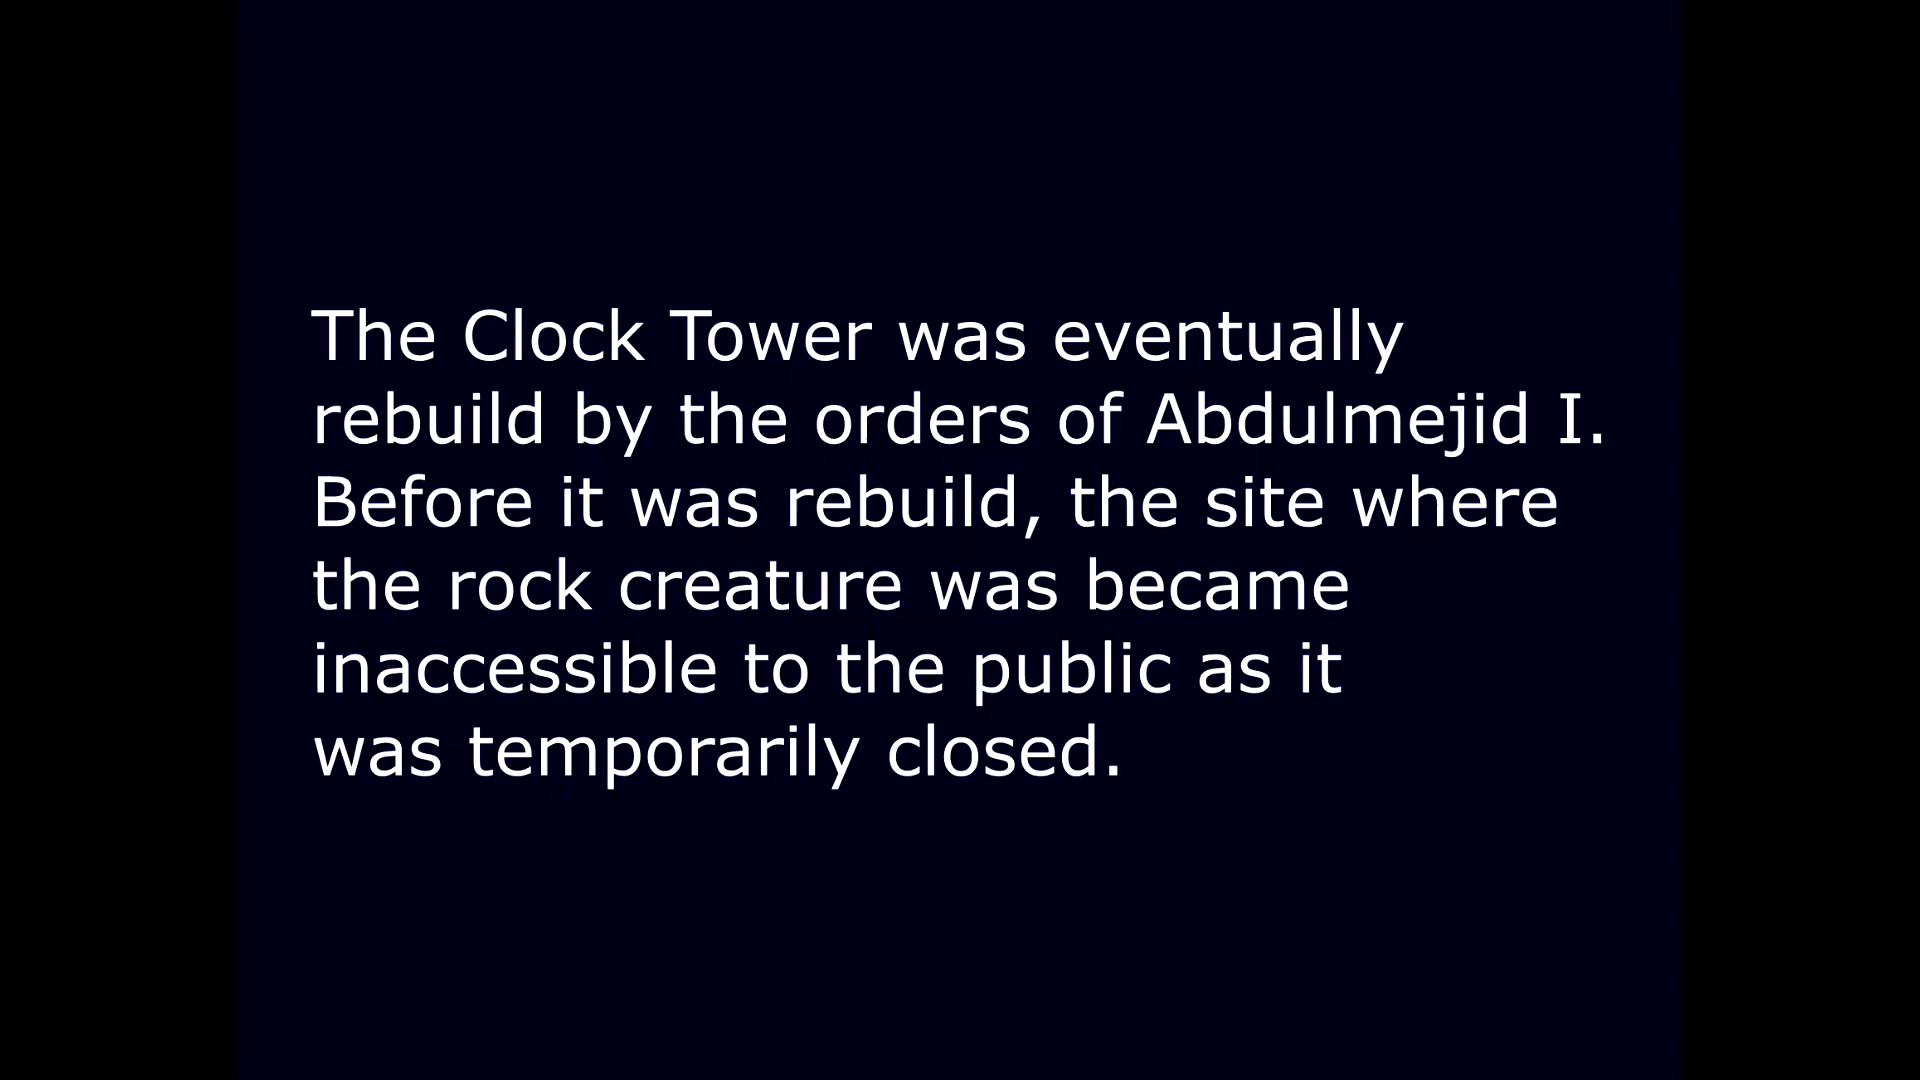 The Clock Tower was eventually
rebuild by the orders of Abdulmejid I.
Before it was rebuild, the site where
the rock creature was became
inaccessible to the public as it
was temporarily closed.